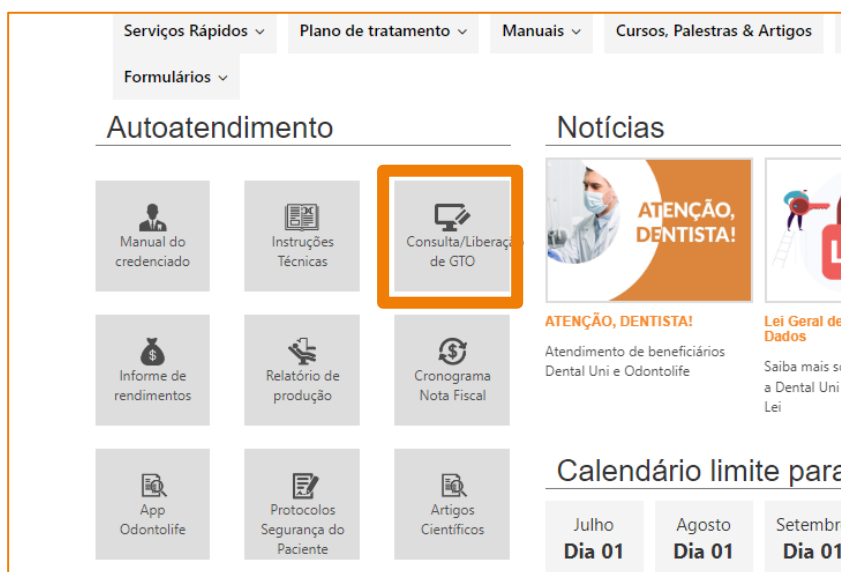 Serviços Rápidos
Plano de tratamento
Manuais
Cursos, Palestras & Artigos
Formulários
Autoatendimento
Manual do
credenciado
Instruções
Técnicas
Consulta/Liberação
de GTO
Informe de
rendimentos
Relatório de
produção
Cronograma
Nota Fiscal
App
Odontolife
Protocolos
Segurança do
Paciente
Artigos
Científicos
Notícias
ATENÇÃO,
DENTISTA!
ATENÇÃO, DENTISTA!
Atendimento de beneficiários
Dental Uni e Odontolife
L
Lei Geral de
Dados
Saiba mais
a Dental Uni
Lei
Calendário limite para
Julho
Dia 01
Agosto
Dia 01
Setembr
Dia 01